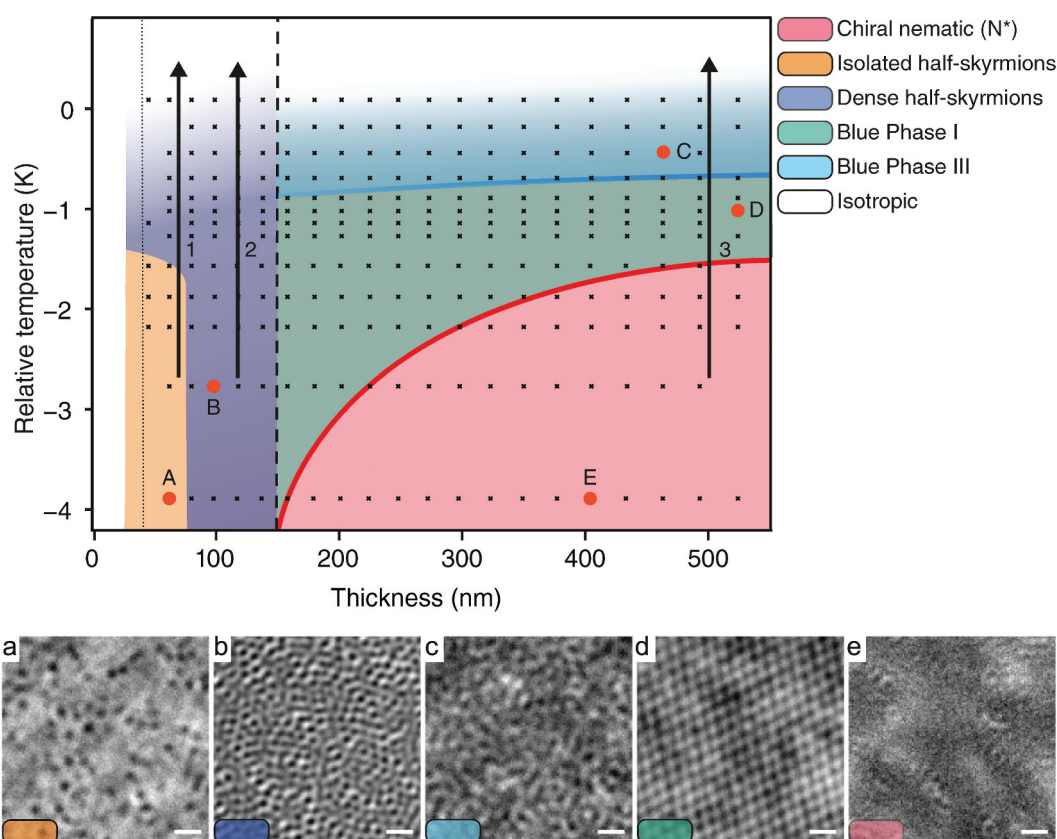 Chiral nematic (N*)
Isolated half-skyrmions
Dense half-skyrmions
Blue Phase I
Blue Phase III
Isotropic
Relative temperature (K)
0
−1
−2
−3
−4
1
2
3
A
B
C
D
E
0
100
200
300
400
500
Thickness (nm)
a
b
c
d
e